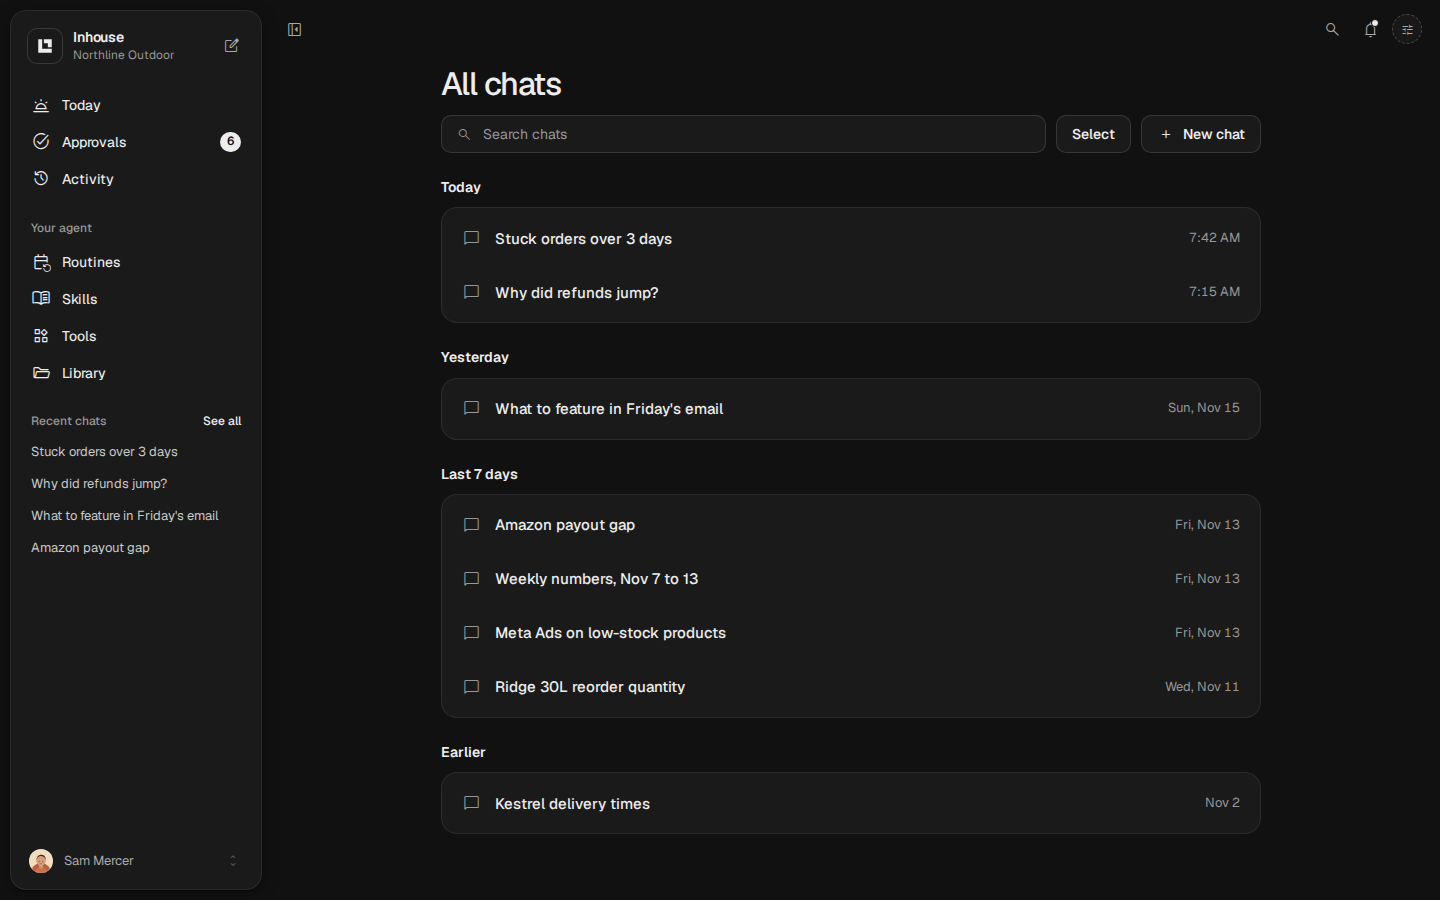 Inhouse
Northline Outdoor
Today
Approvals 6
Activity
Your agent
Routines
Skills
Tools
Library
Recent chats See all
Stuck orders over 3 days
Why did refunds jump?
What to feature in Friday's email
Amazon payout gap
Sam Mercer
All chats
Search chats Select + New chat
Today
Stuck orders over 3 days 7:42 AM
Why did refunds jump? 7:15 AM
Yesterday
What to feature in Friday's email Sun, Nov 15
Last 7 days
Amazon payout gap Fri, Nov 13
Weekly numbers, Nov 7 to 13 Fri, Nov 13
Meta Ads on low-stock products Fri, Nov 13
Ridge 30L reorder quantity Wed, Nov 11
Earlier
Kestrel delivery times Nov 2